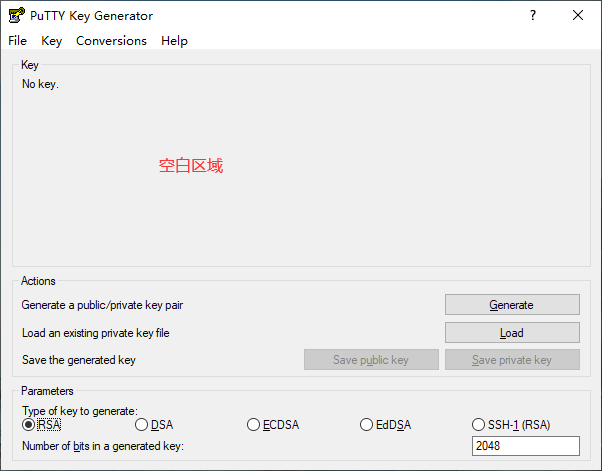 PuTTY Key Generator
File Key Conversions Help
Key
No key.
空白区域
Actions
Generate a public/private key pair
Generate
Load an existing private key file
Load
Save the generated key
Save public key
Save private key
Parameters
Type of key to generate:
RSA DSA ECDSA EdDSA SSH-1 (RSA)
Number of bits in a generated key:
2048